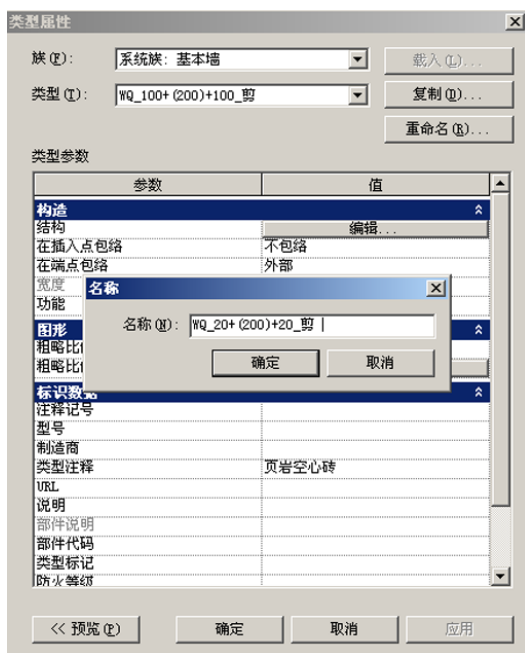 类型属性
族(F): 系统族: 基本墙 载入(L)...
类型(T): WQ_100+(200)+100_剪 复制(D)...
重命名(R)...
类型参数
参数 值
构造
结构 编辑...
在插入点包络 不包络
在端点包络 外部
宽度
功能
名称
名称(N): WQ_20+(200)+20_剪
确定 取消
图形
粗略比
粗略比
标识数据
注释记号
型号
制造商
类型注释 页岩空心砖
URL
说明
部件说明
部件代码
类型标记
防火等级
<< 预览(P) 确定 取消 应用